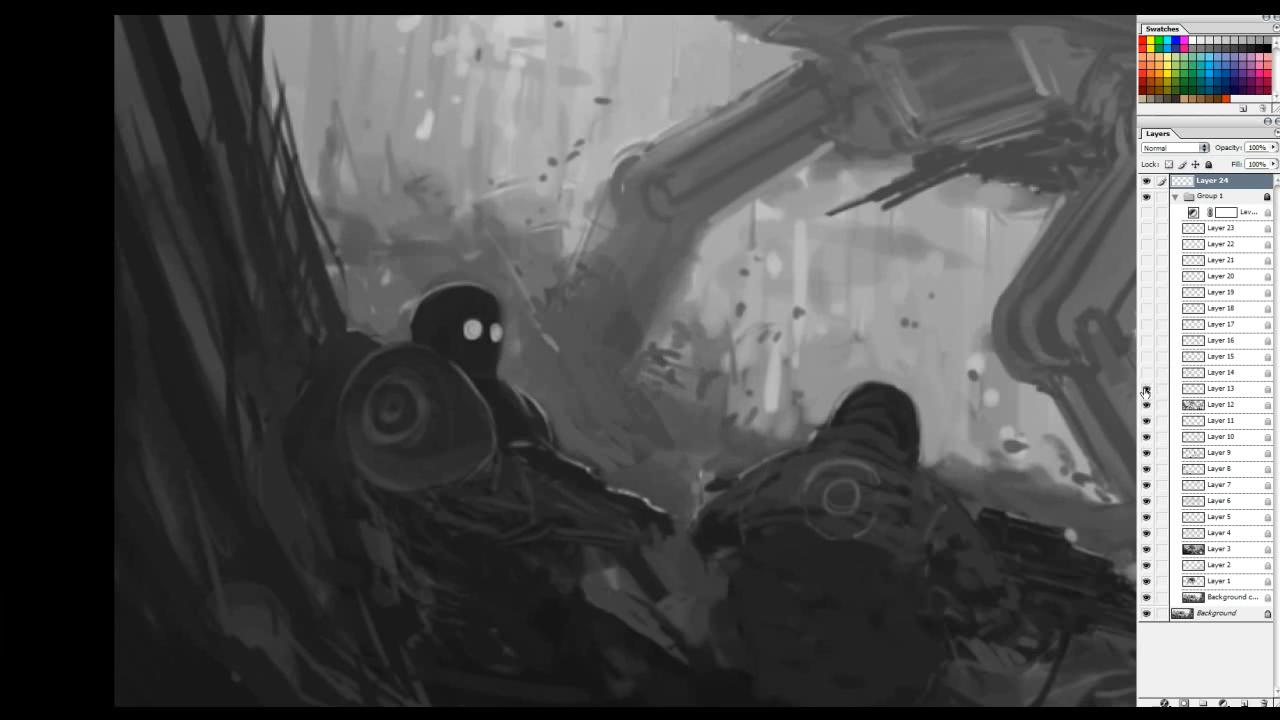 Swatches
Layers
Normal
Opacity: 100%
Lock:
Fill: 100%
Layer 24
Group 1
Lev...
Layer 23
Layer 22
Layer 21
Layer 20
Layer 19
Layer 18
Layer 17
Layer 16
Layer 15
Layer 14
Layer 13
Layer 12
Layer 11
Layer 10
Layer 9
Layer 8
Layer 7
Layer 6
Layer 5
Layer 4
Layer 3
Layer 2
Layer 1
Background c...
Background